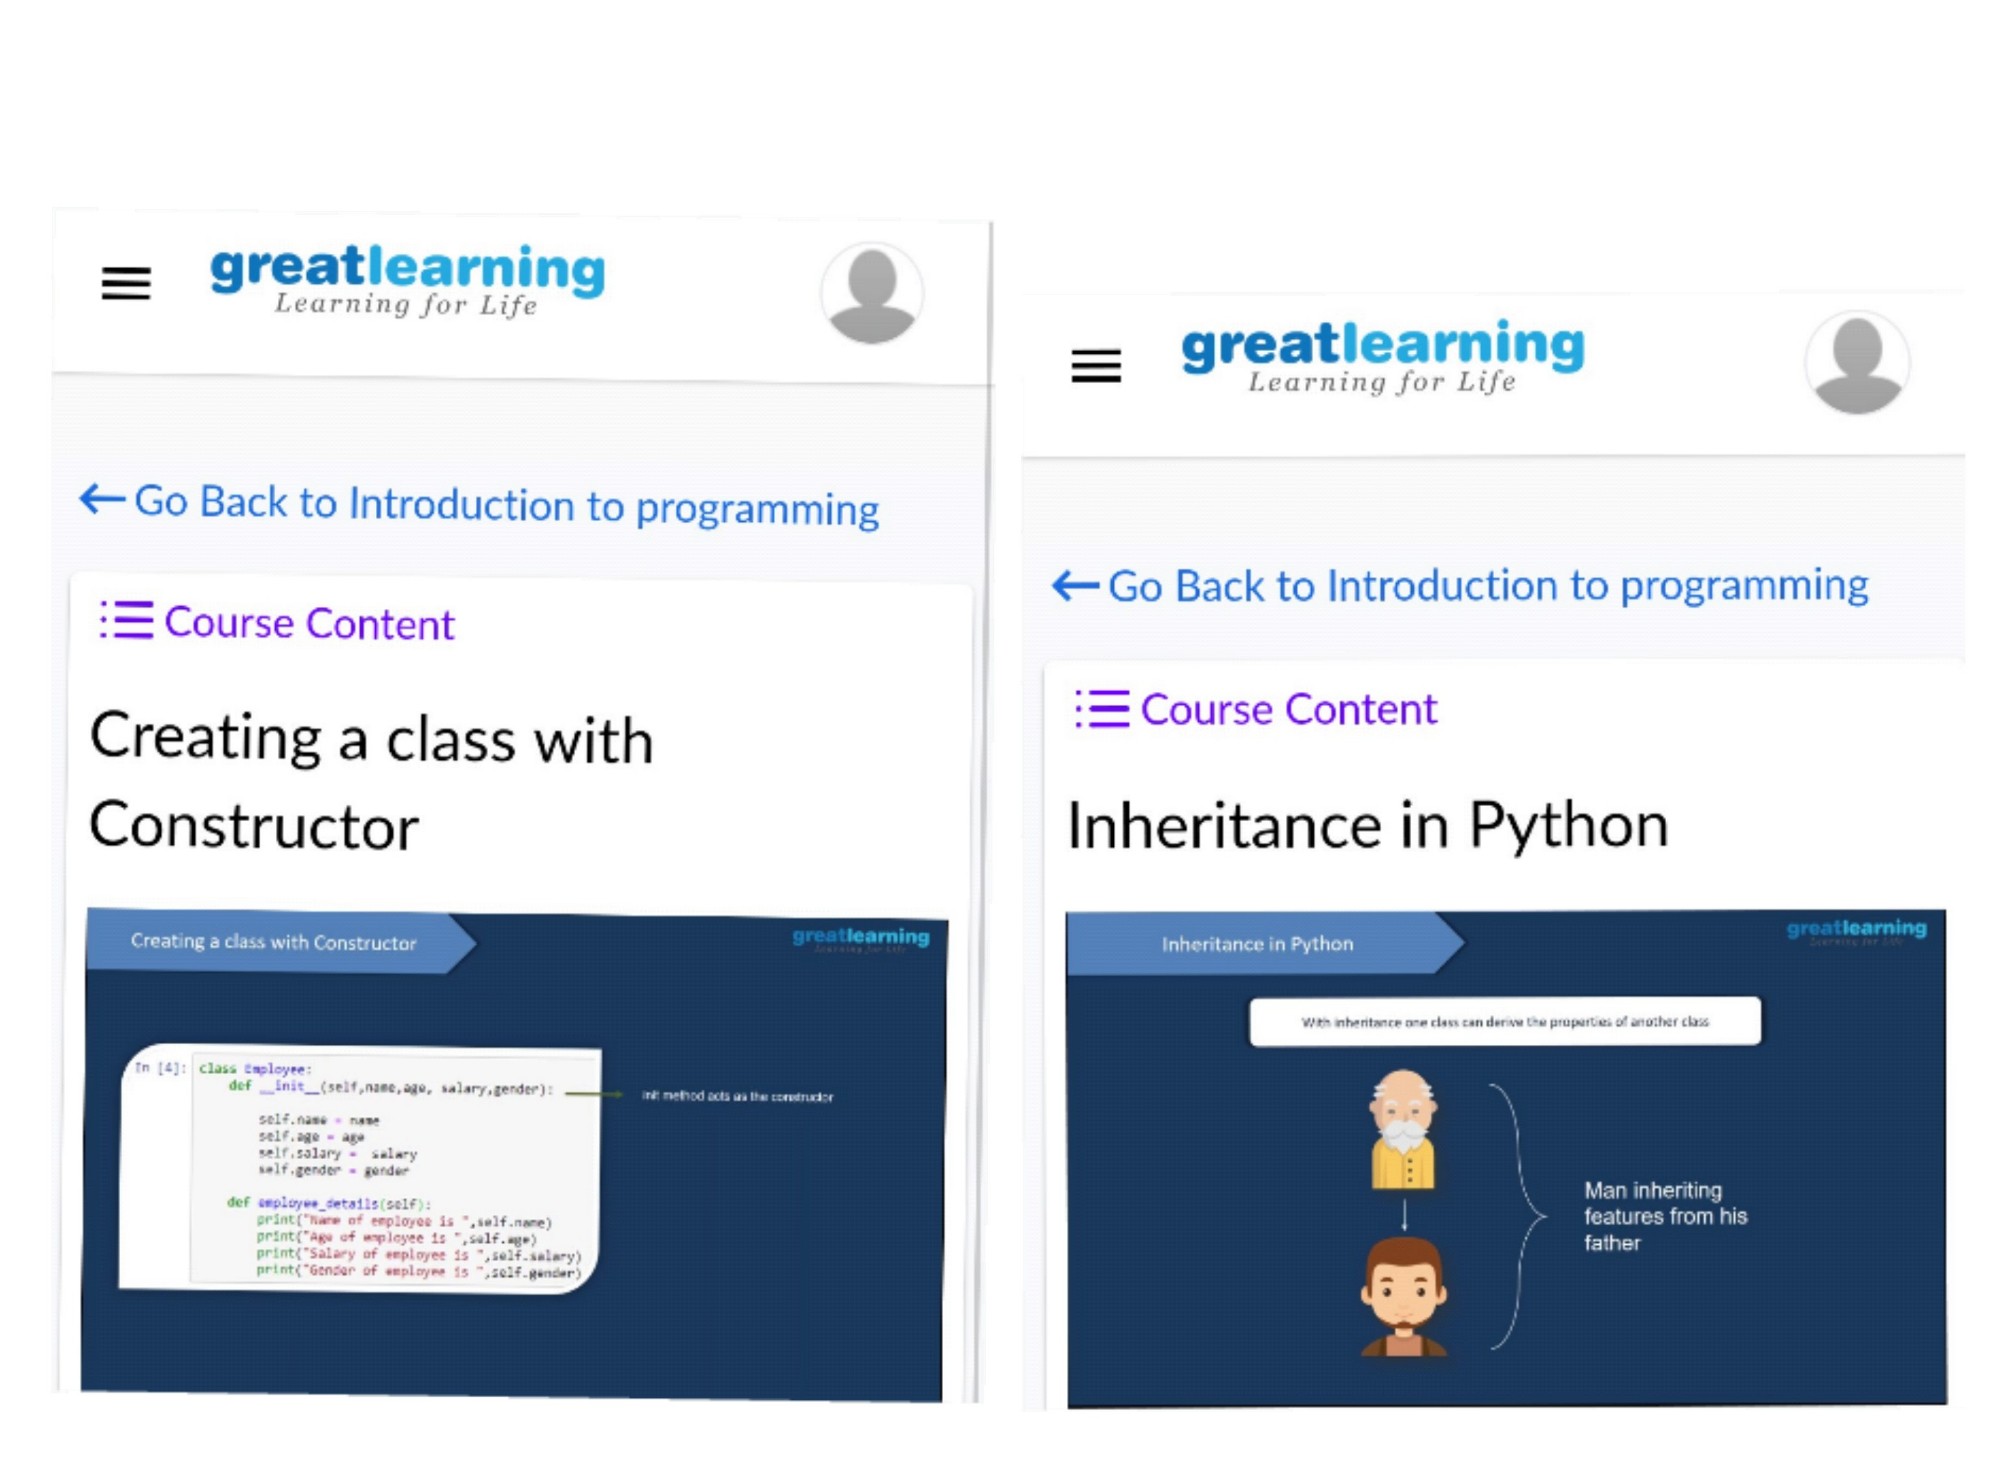 greatlearning
Learning for Life
Go Back to Introduction to programming
Course Content
Creating a class with
Constructor
Creating a class with Constructor
greatlearning
Learning for Life
In [4]: class Employee:
def __init__(self,name,age, salary,gender):
init method acts as the constructor
self.name = name
self.age = age
self.salary =  salary
self.gender = gender
def employee_details(self):
print("Name of employee is ",self.name)
print("Age of employee is ",self.age)
print("Salary of employee is ",self.salary)
print("Gender of employee is ",self.gender)
greatlearning
Learning for Life
Go Back to Introduction to programming
Course Content
Inheritance in Python
Inheritance in Python
greatlearning
Learning for Life
With inheritance one class can derive the properties of another class
Man inheriting
features from his
father